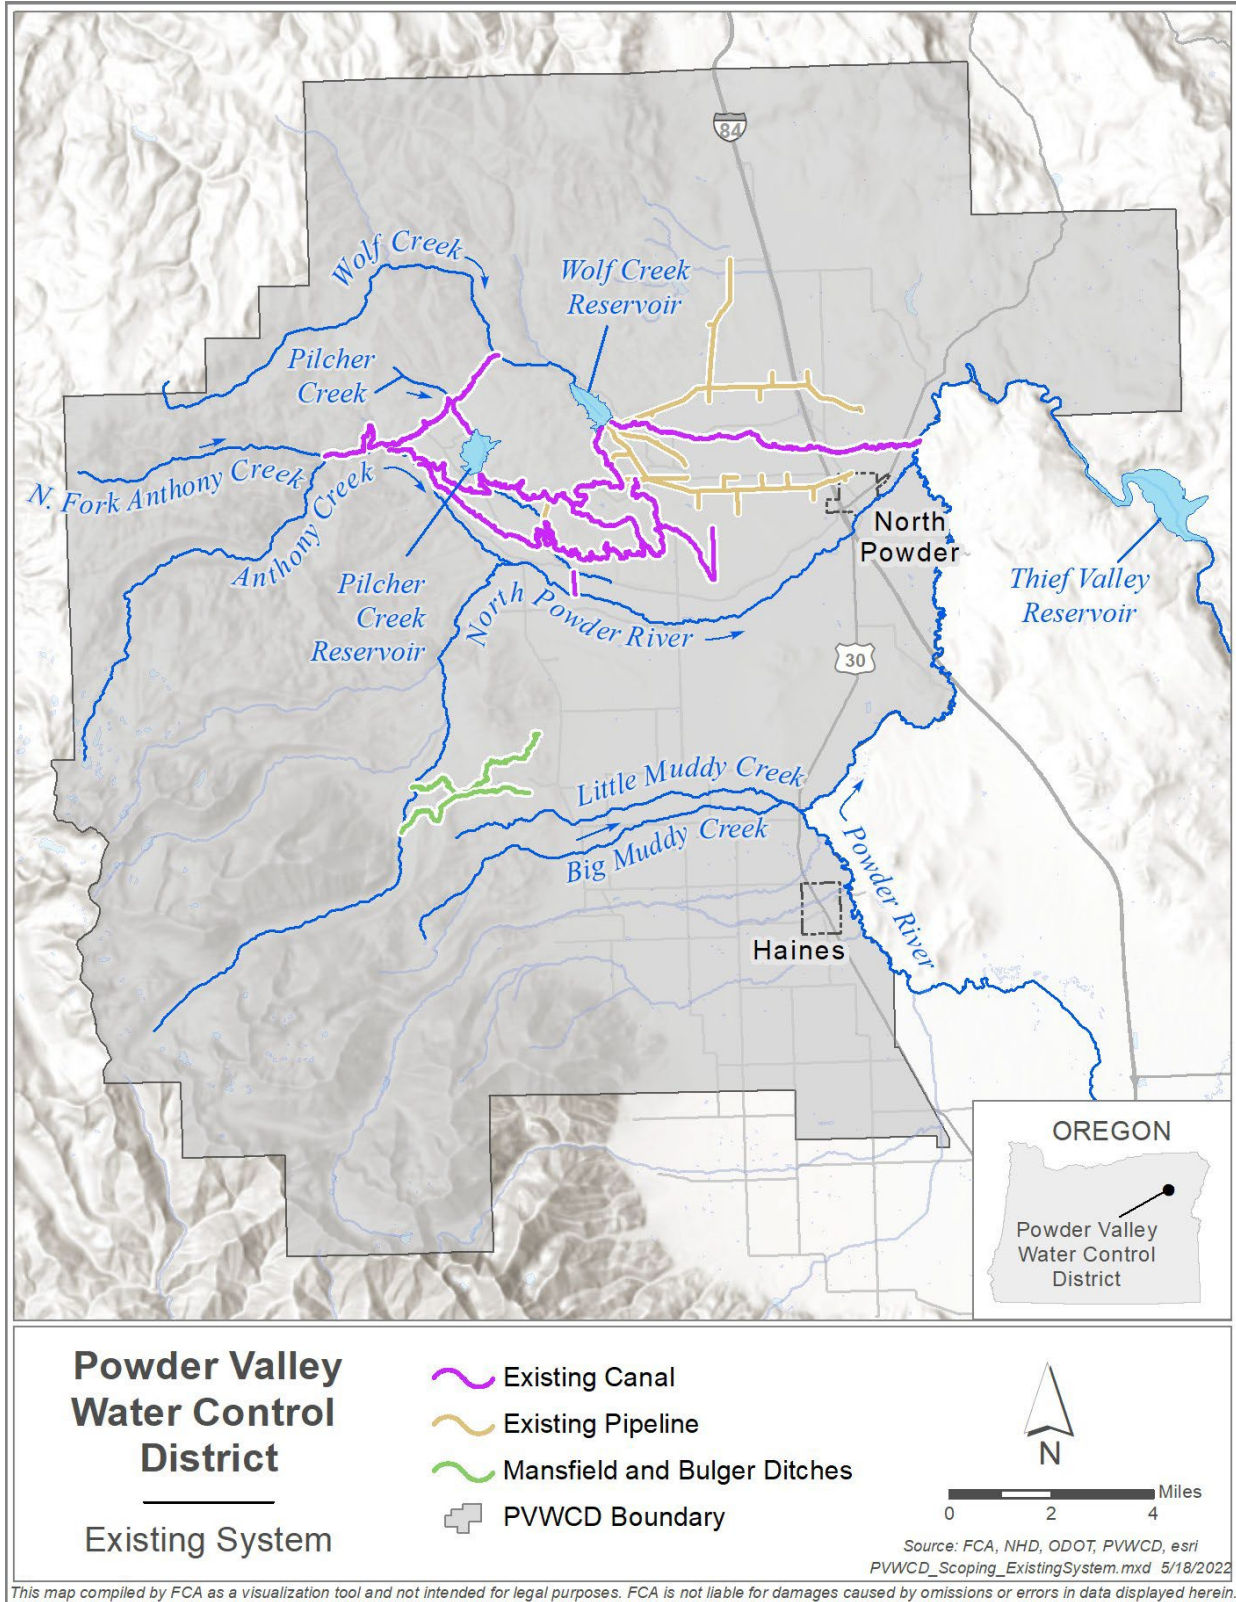 84
Wolf Creek
Wolf Creek
Reservoir
Pilcher
Creek
N. Fork Anthony Creek
Anthony Creek
North
Powder
Pilcher
Creek
Reservoir
North Powder River
Thief Valley
Reservoir
30
Little Muddy Creek
Big Muddy Creek
Powder River
Haines
OREGON
Powder Valley
Water Control
District
Powder Valley
Water Control
District
Existing System
Existing Canal
Existing Pipeline
Mansfield and Bulger Ditches
PVWCD Boundary
N
Miles
0 2 4
Source: FCA, NHD, ODOT, PVWCD, esri
PVWCD_Scoping_ExistingSystem.mxd 5/18/2022
This map compiled by FCA as a visualization tool and not intended for legal purposes. FCA is not liable for damages caused by omissions or errors in data displayed herein.